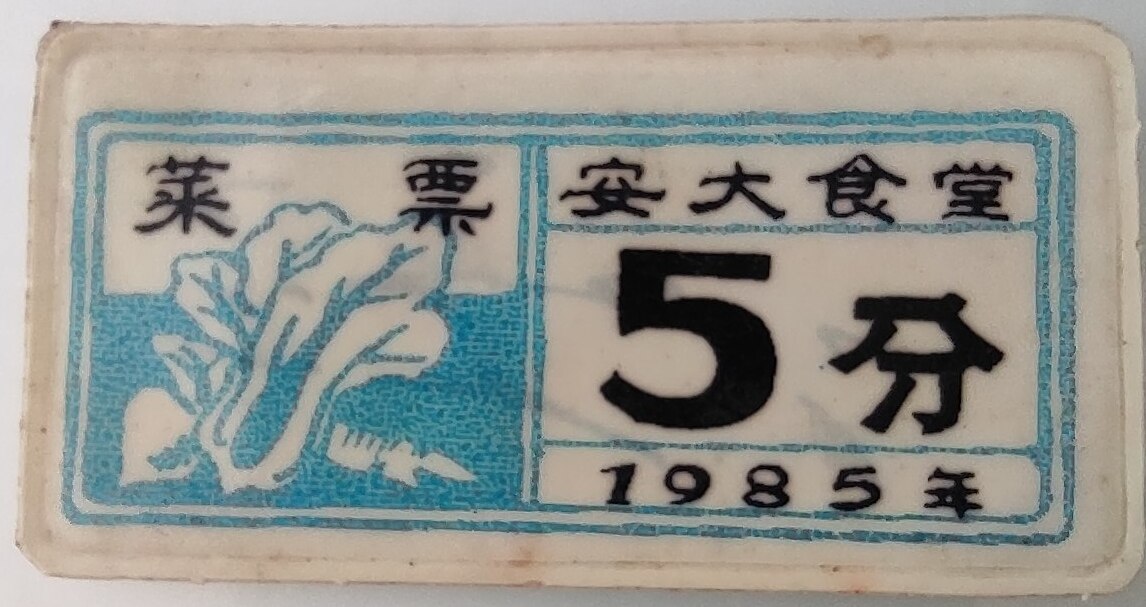 菜票
安大食堂
5分
1985年